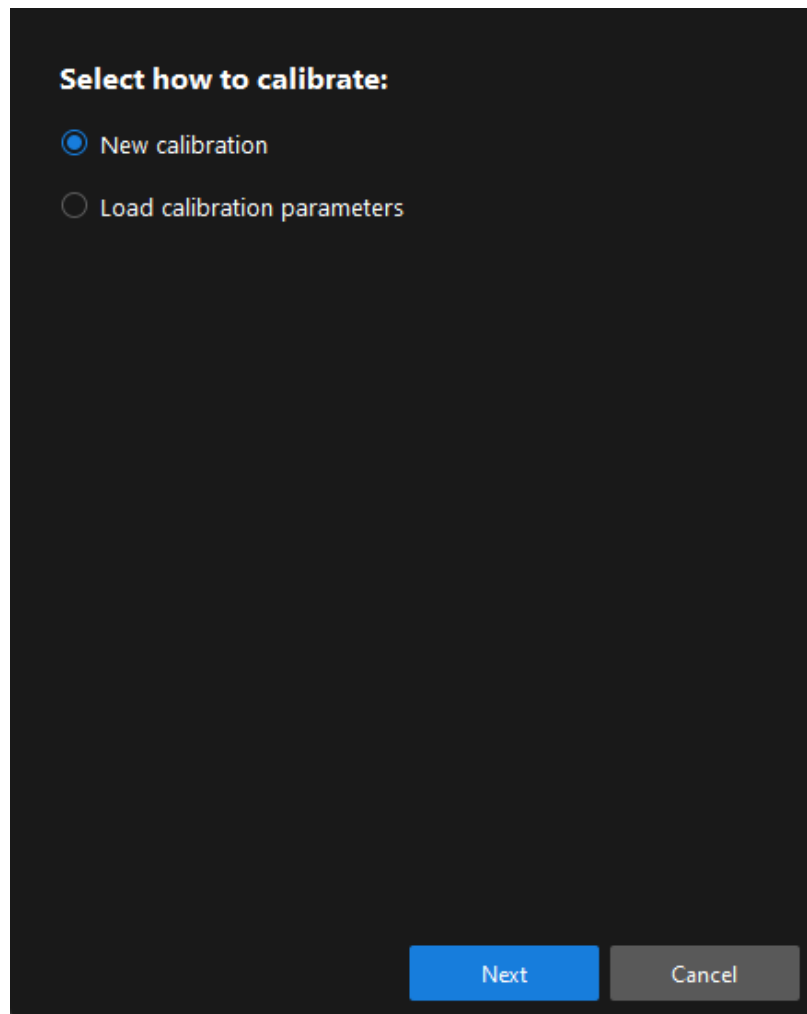 Select how to calibrate:
New calibration
Load calibration parameters
Next
Cancel